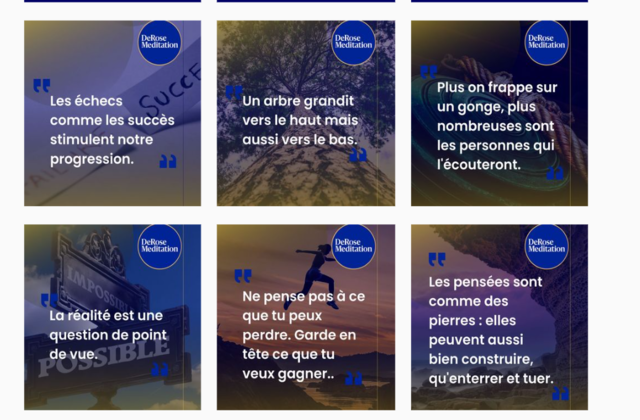 DeRose
Meditation
Les échecs
comme les succès
stimulent notre
progression.
SUCCE
DeRose
Meditation
Un arbre grandit
vers le haut mais
aussi vers le bas.
DeRose
Meditation
Plus on frappe sur
un gonge, plus
nombreuses sont
les personnes qui
l'écouteront.
DeRose
Meditation
IMPOSSIB
La réalité est une
question de point
de vue.
POSSIBLE
DeRose
Meditation
Ne pense pas à ce
que tu peux
perdre. Garde en
tête ce que tu
veux gagner..
DeRose
Meditation
Les pensées sont
comme des
pierres : elles
peuvent aussi
bien construire,
qu'enterrer et tuer.